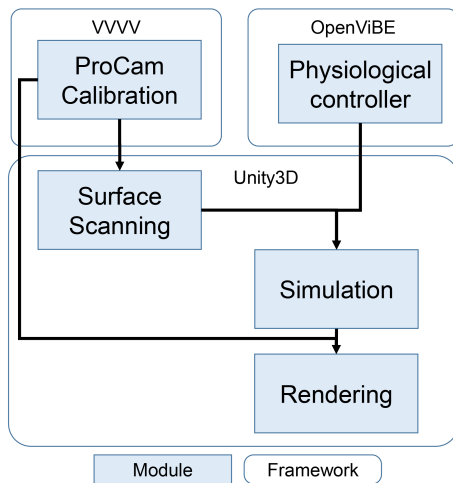 VVVV
OpenViBE
ProCam
Calibration
Physiological
controller
Unity3D
Surface
Scanning
Simulation
Rendering
Module
Framework